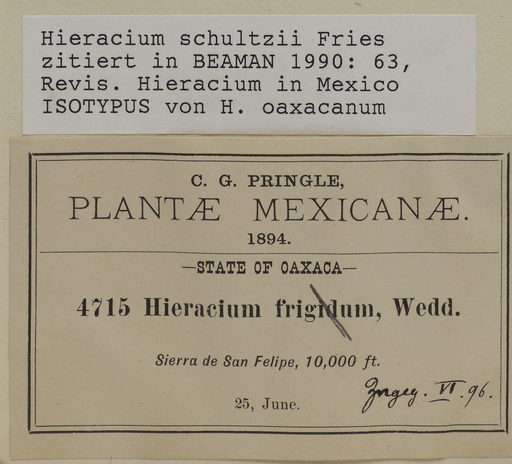 Hieracium schultzii Fries
zitiert in BEAMAN 1990: 63,
Revis. Hieracium in Mexico
ISOTYPUS von H. oaxacanum
C. G. PRINGLE,
PLANTÆ MEXICANÆ.
1894.
—STATE OF OAXACA—
4715 Hieracium frigidum, Wedd.
Sierra de San Felipe, 10,000 ft.
25, June.
VI. 96.